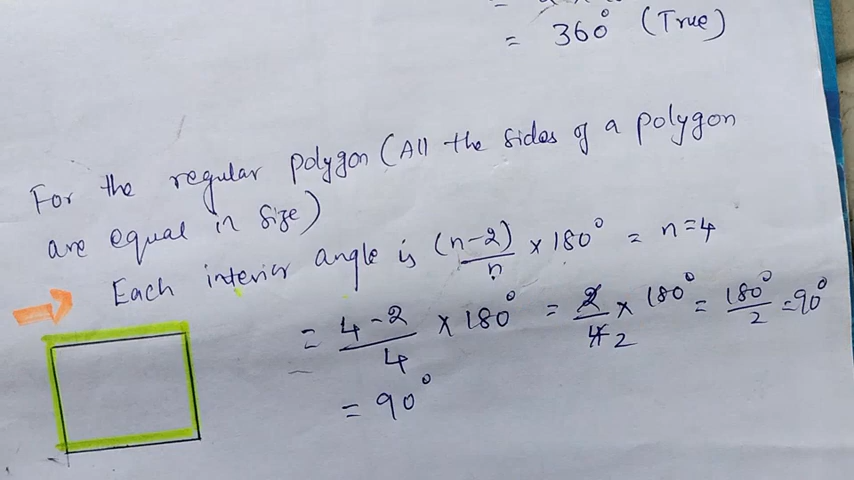 = 360° (True)
For the regular polygon (All the sides of a polygon
are equal in size)
Each interior angle is (n-2)/n × 180° = n=4
= 4-2/4 × 180° = 2/4 2 × 180° = 180°/2 = 90°
= 90°